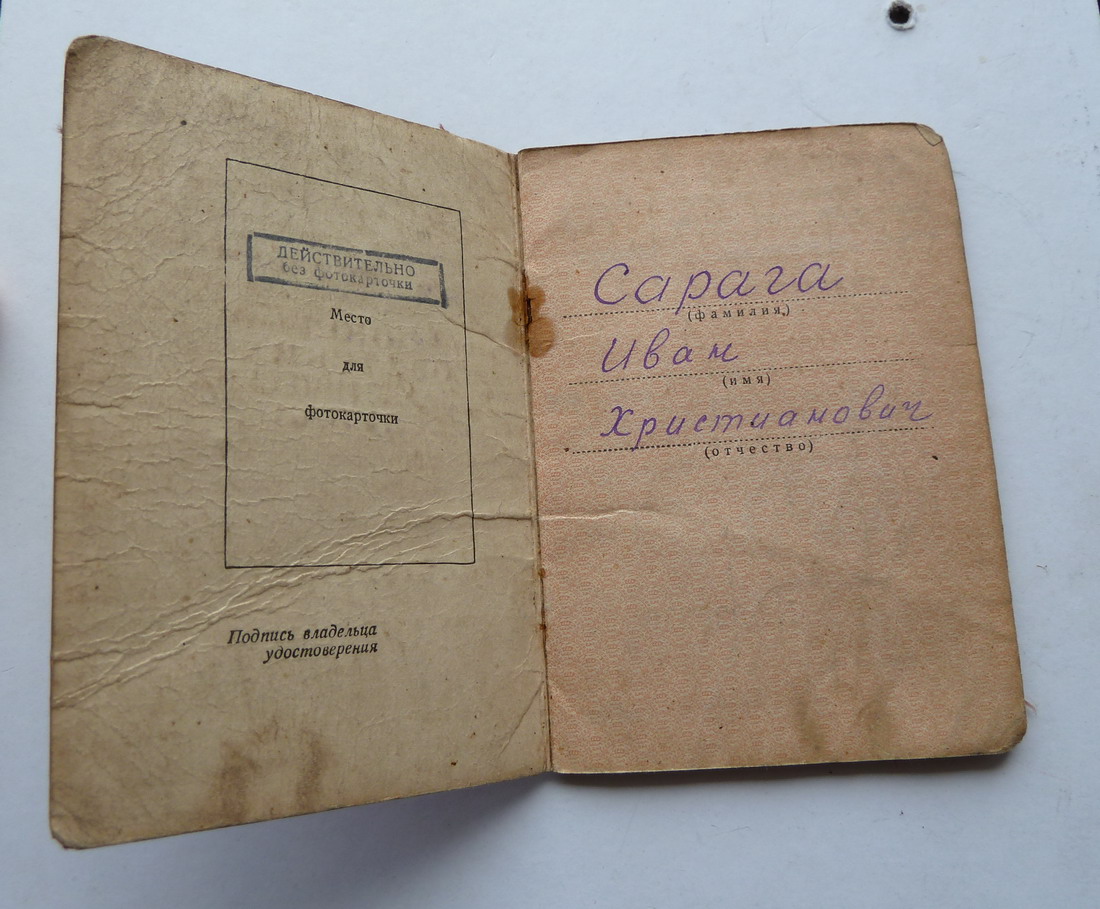 ДЕЙСТВИТЕЛЬНО
без фотокарточки
Место
для
фотокарточки
Подпись владельца
удостоверения
Сарага
(фамилия,)
Иван
(имя)
Христианович
(отчество)